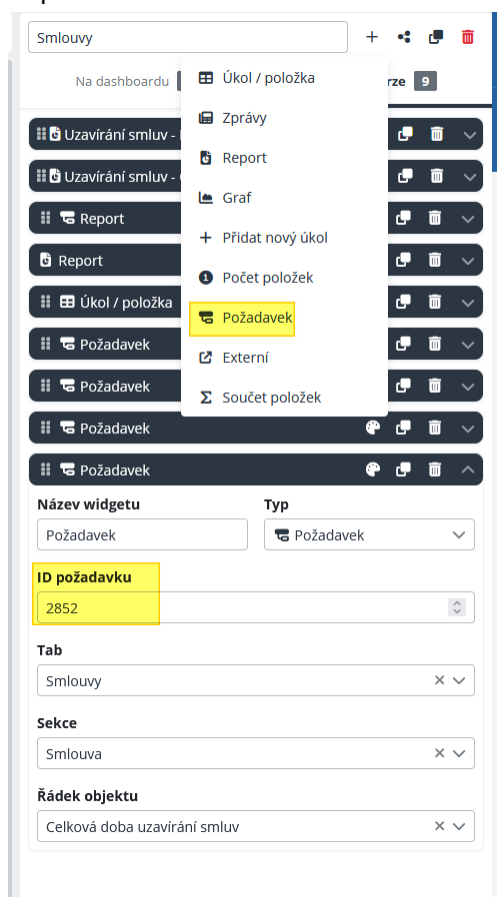 Smlouvy
Na dashboardu
rze 9
Úkol / položka
Zprávy
Report
Graf
Přidat nový úkol
Počet položek
Požadavek
Externí
Součet položek
Uzavírání smluv -
Uzavírání smluv -
Report
Report
Úkol / položka
Požadavek
Požadavek
Požadavek
Požadavek
Název widgetu Typ
Požadavek Požadavek
ID požadavku
2852
Tab
Smlouvy
Sekce
Smlouva
Řádek objektu
Celková doba uzavírání smluv